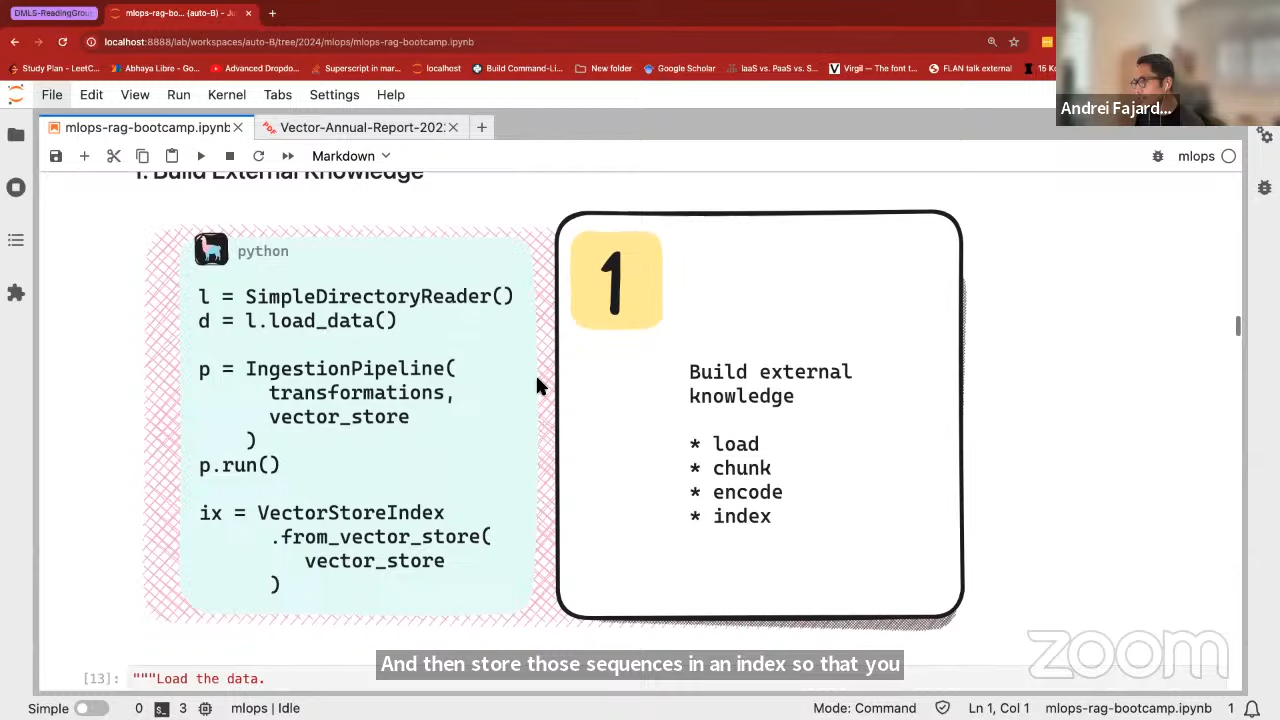 DMLS-ReadingGrou
mlops-rag-bo... (auto-B) - Ju
localhost:8888/lab/workspaces/auto-B/tree/2024/mlops/mlops-rag-bootcamp.ipynb
Study Plan - LeetC...
Abhaya Libre - Go...
Advanced Dropdo...
Superscript in mar...
localhost
Build Command-Li...
New folder
Google Scholar
IaaS vs. PaaS vs. S...
Virgil — The font t...
FLAN talk external
15 Ko
Andrei Fajard...
File Edit View Run Kernel Tabs Settings Help
mlops-rag-bootcamp.ipynb
Vector-Annual-Report-202
Markdown
mlops
1. Build External Knowledge
python
l = SimpleDirectoryReader()
d = l.load_data()
p = IngestionPipeline(
transformations,
vector_store
)
p.run()
ix = VectorStoreIndex
.from_vector_store(
vector_store
)
1
Build external
knowledge
* load
* chunk
* encode
* index
zoom
And then store those sequences in an index so that you
[13]: """Load the data.
Simple 0 3 mlops | Idle Mode: Command Ln 1, Col 1 mlops-rag-bootcamp.ipynb 1